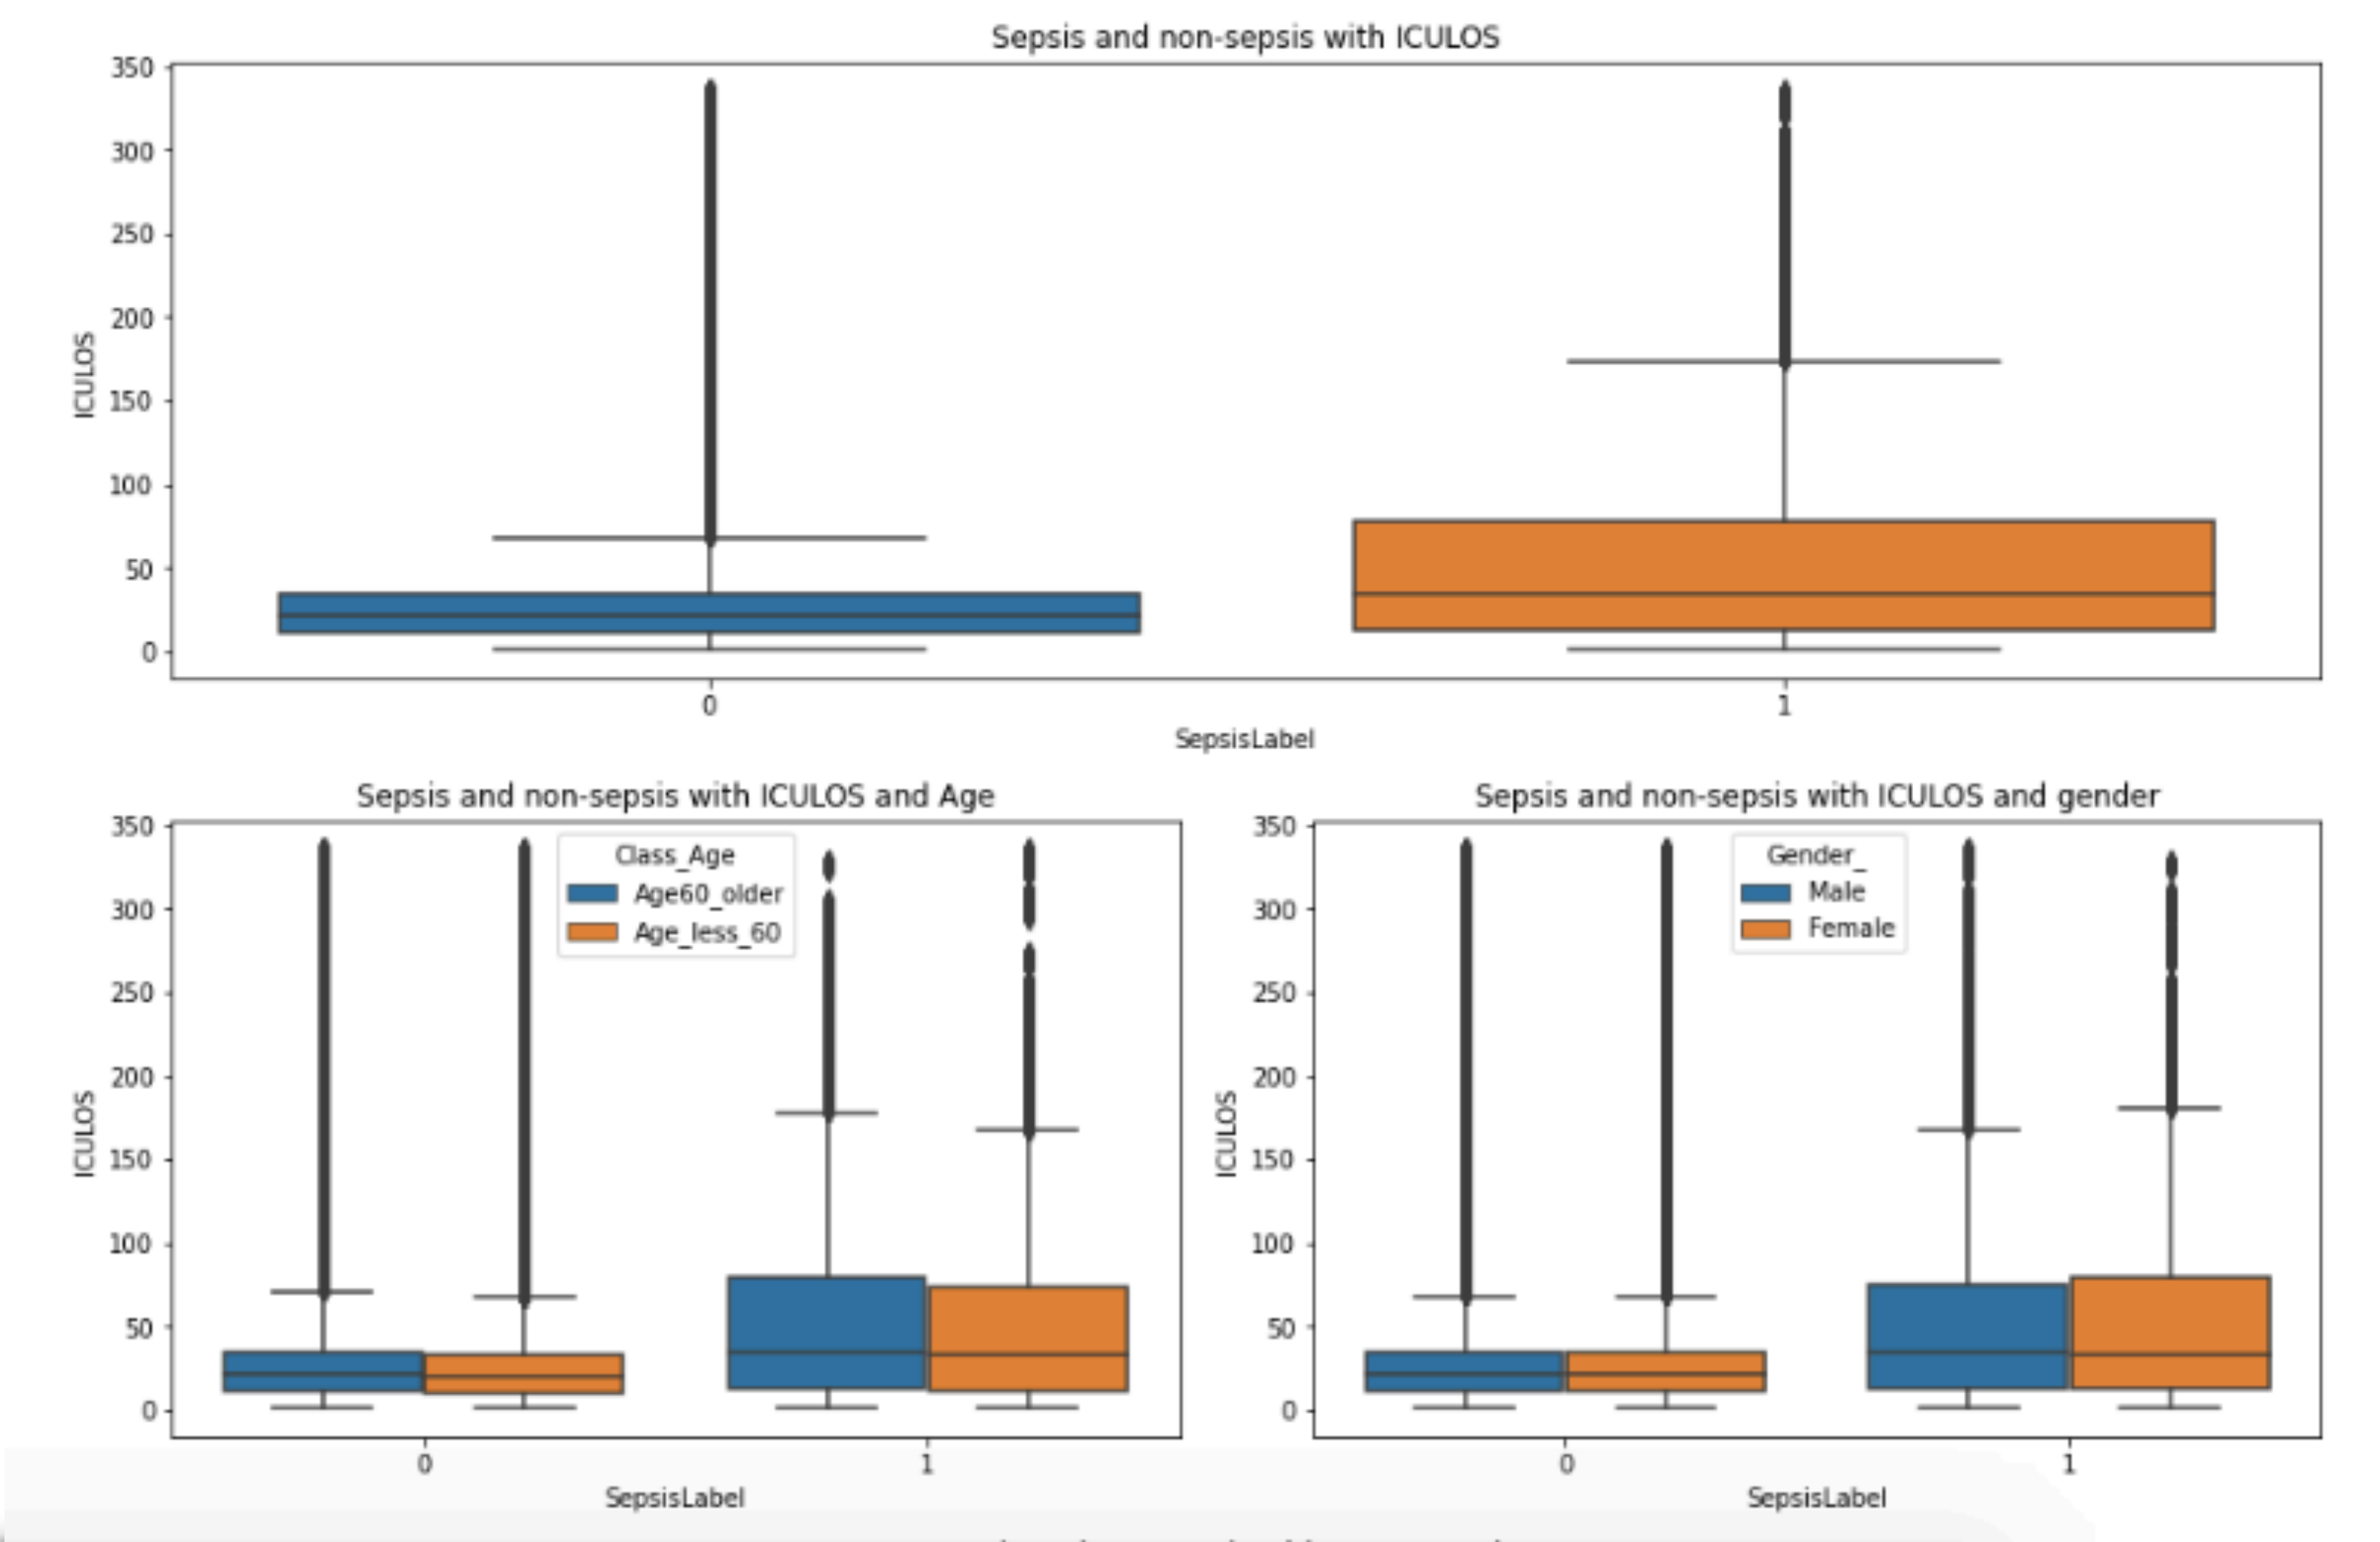 Sepsis and non-sepsis with ICULOS
350
300
250
200
150
100
50
0
ICULOS
0 1
SepsisLabel
Sepsis and non-sepsis with ICULOS and Age
350
300
250
200
150
100
50
0
ICULOS
Class_Age
Age60_older
Age_less_60
0 1
SepsisLabel
Sepsis and non-sepsis with ICULOS and gender
350
300
250
200
150
100
50
0
ICULOS
Gender_
Male
Female
0 1
SepsisLabel